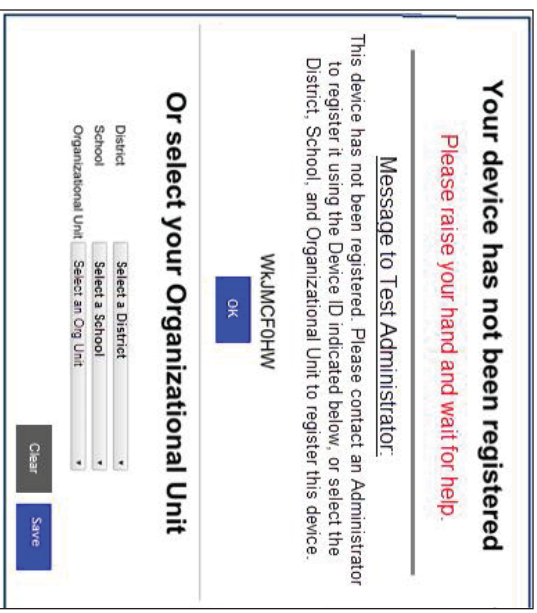 Your device has not been registered
Please raise your hand and wait for help.
Message to Test Administrator:
This device has not been registered. Please contact an Administrator
to register it using the Device ID indicated below, or select the
District, School, and Organizational Unit to register this device.
WkJMCF0HW
OK
Or select your Organizational Unit
District Select a District
School Select a School
Organizational Unit Select an Org Unit
Clear Save